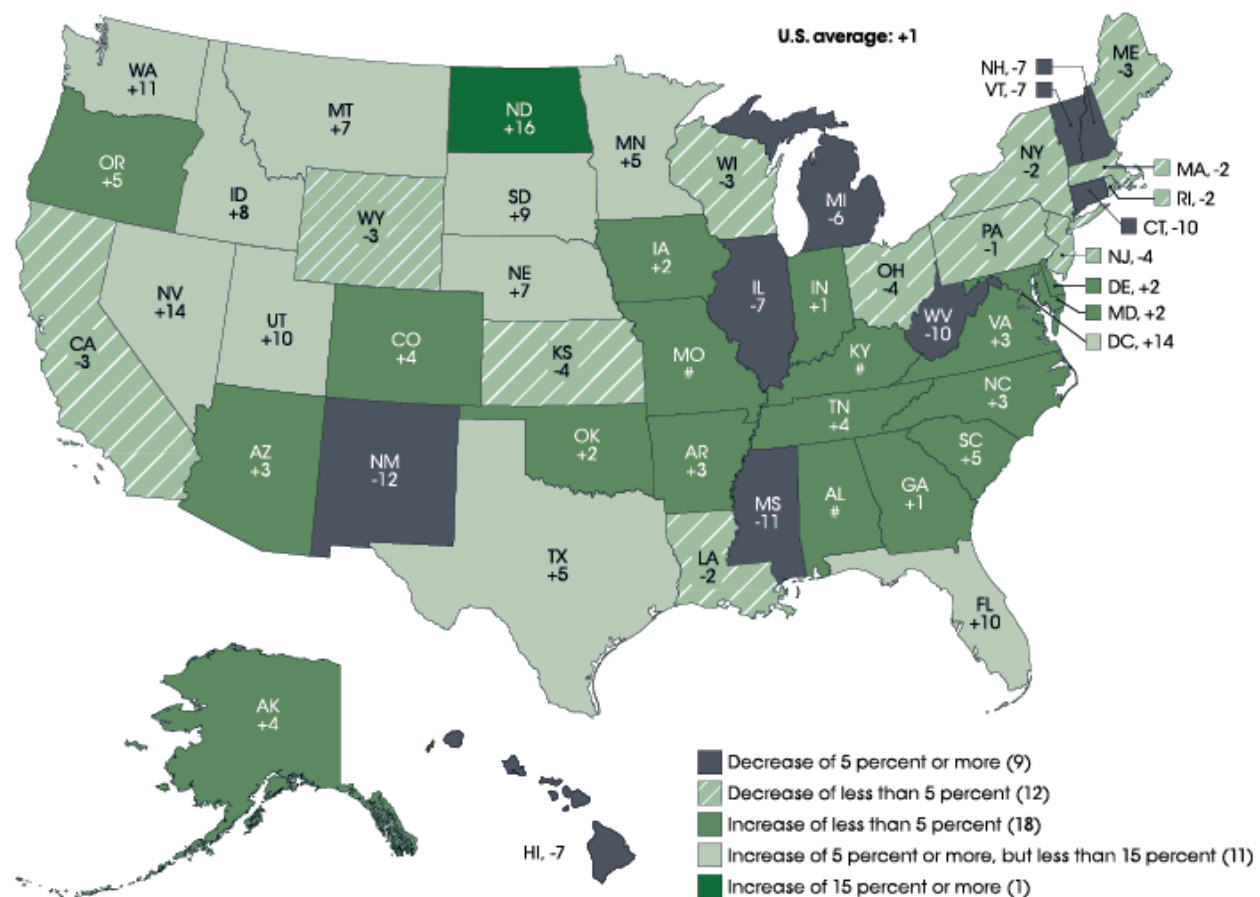 U.S. average: +1
WA
+11
MT
+7
ND
+16
MN
+5
ME
-3
NH, -7
VT, -7
OR
+5
ID
+8
WY
-3
SD
+9
WI
-3
MI
-6
NY
-2
MA, -2
RI, -2
CT, -10
NJ, -4
DE, +2
MD, +2
DC, +14
CA
-3
NV
+14
UT
+10
CO
+4
NE
+7
KS
-4
IA
+2
MO
#
IL
-7
IN
+1
OH
-4
PA
-1
WV
-10
VA
+3
KY
#
NC
+3
TN
+4
SC
+5
AZ
+3
NM
-12
OK
+2
AR
+3
TX
+5
LA
-2
MS
-11
AL
#
GA
+1
FL
+10
AK
+4
HI, -7
Decrease of 5 percent or more (9)
Decrease of less than 5 percent (12)
Increase of less than 5 percent (18)
Increase of 5 percent or more, but less than 15 percent (11)
Increase of 15 percent or more (1)